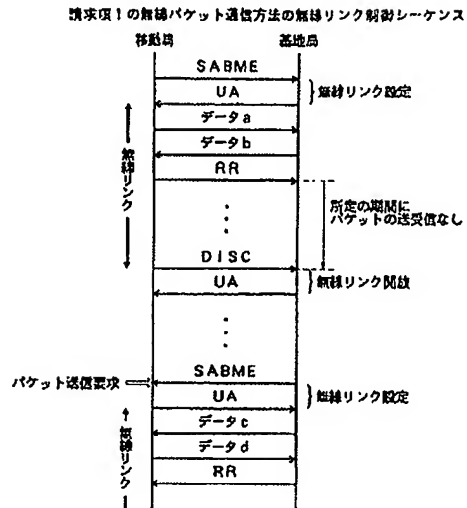 請求項1の無線パケット通信方法の無線リンク制御シーケンス
移動局
基地局
SABME
UA
無線リンク設定
データa
データb
RR
無線リンク
所定の期間に
パケットの送受信なし
DISC
UA
無線リンク開放
SABME
パケット送信要求
UA
無線リンク設定
データc
無線リンク
データd
RR